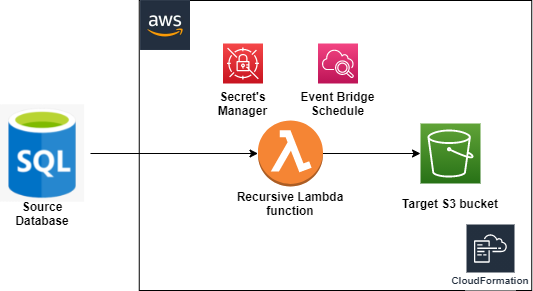 aws
Secret's
Manager
Event Bridge
Schedule
SQL
Source
Database
Recursive Lambda
function
Target S3 bucket
CloudFormation